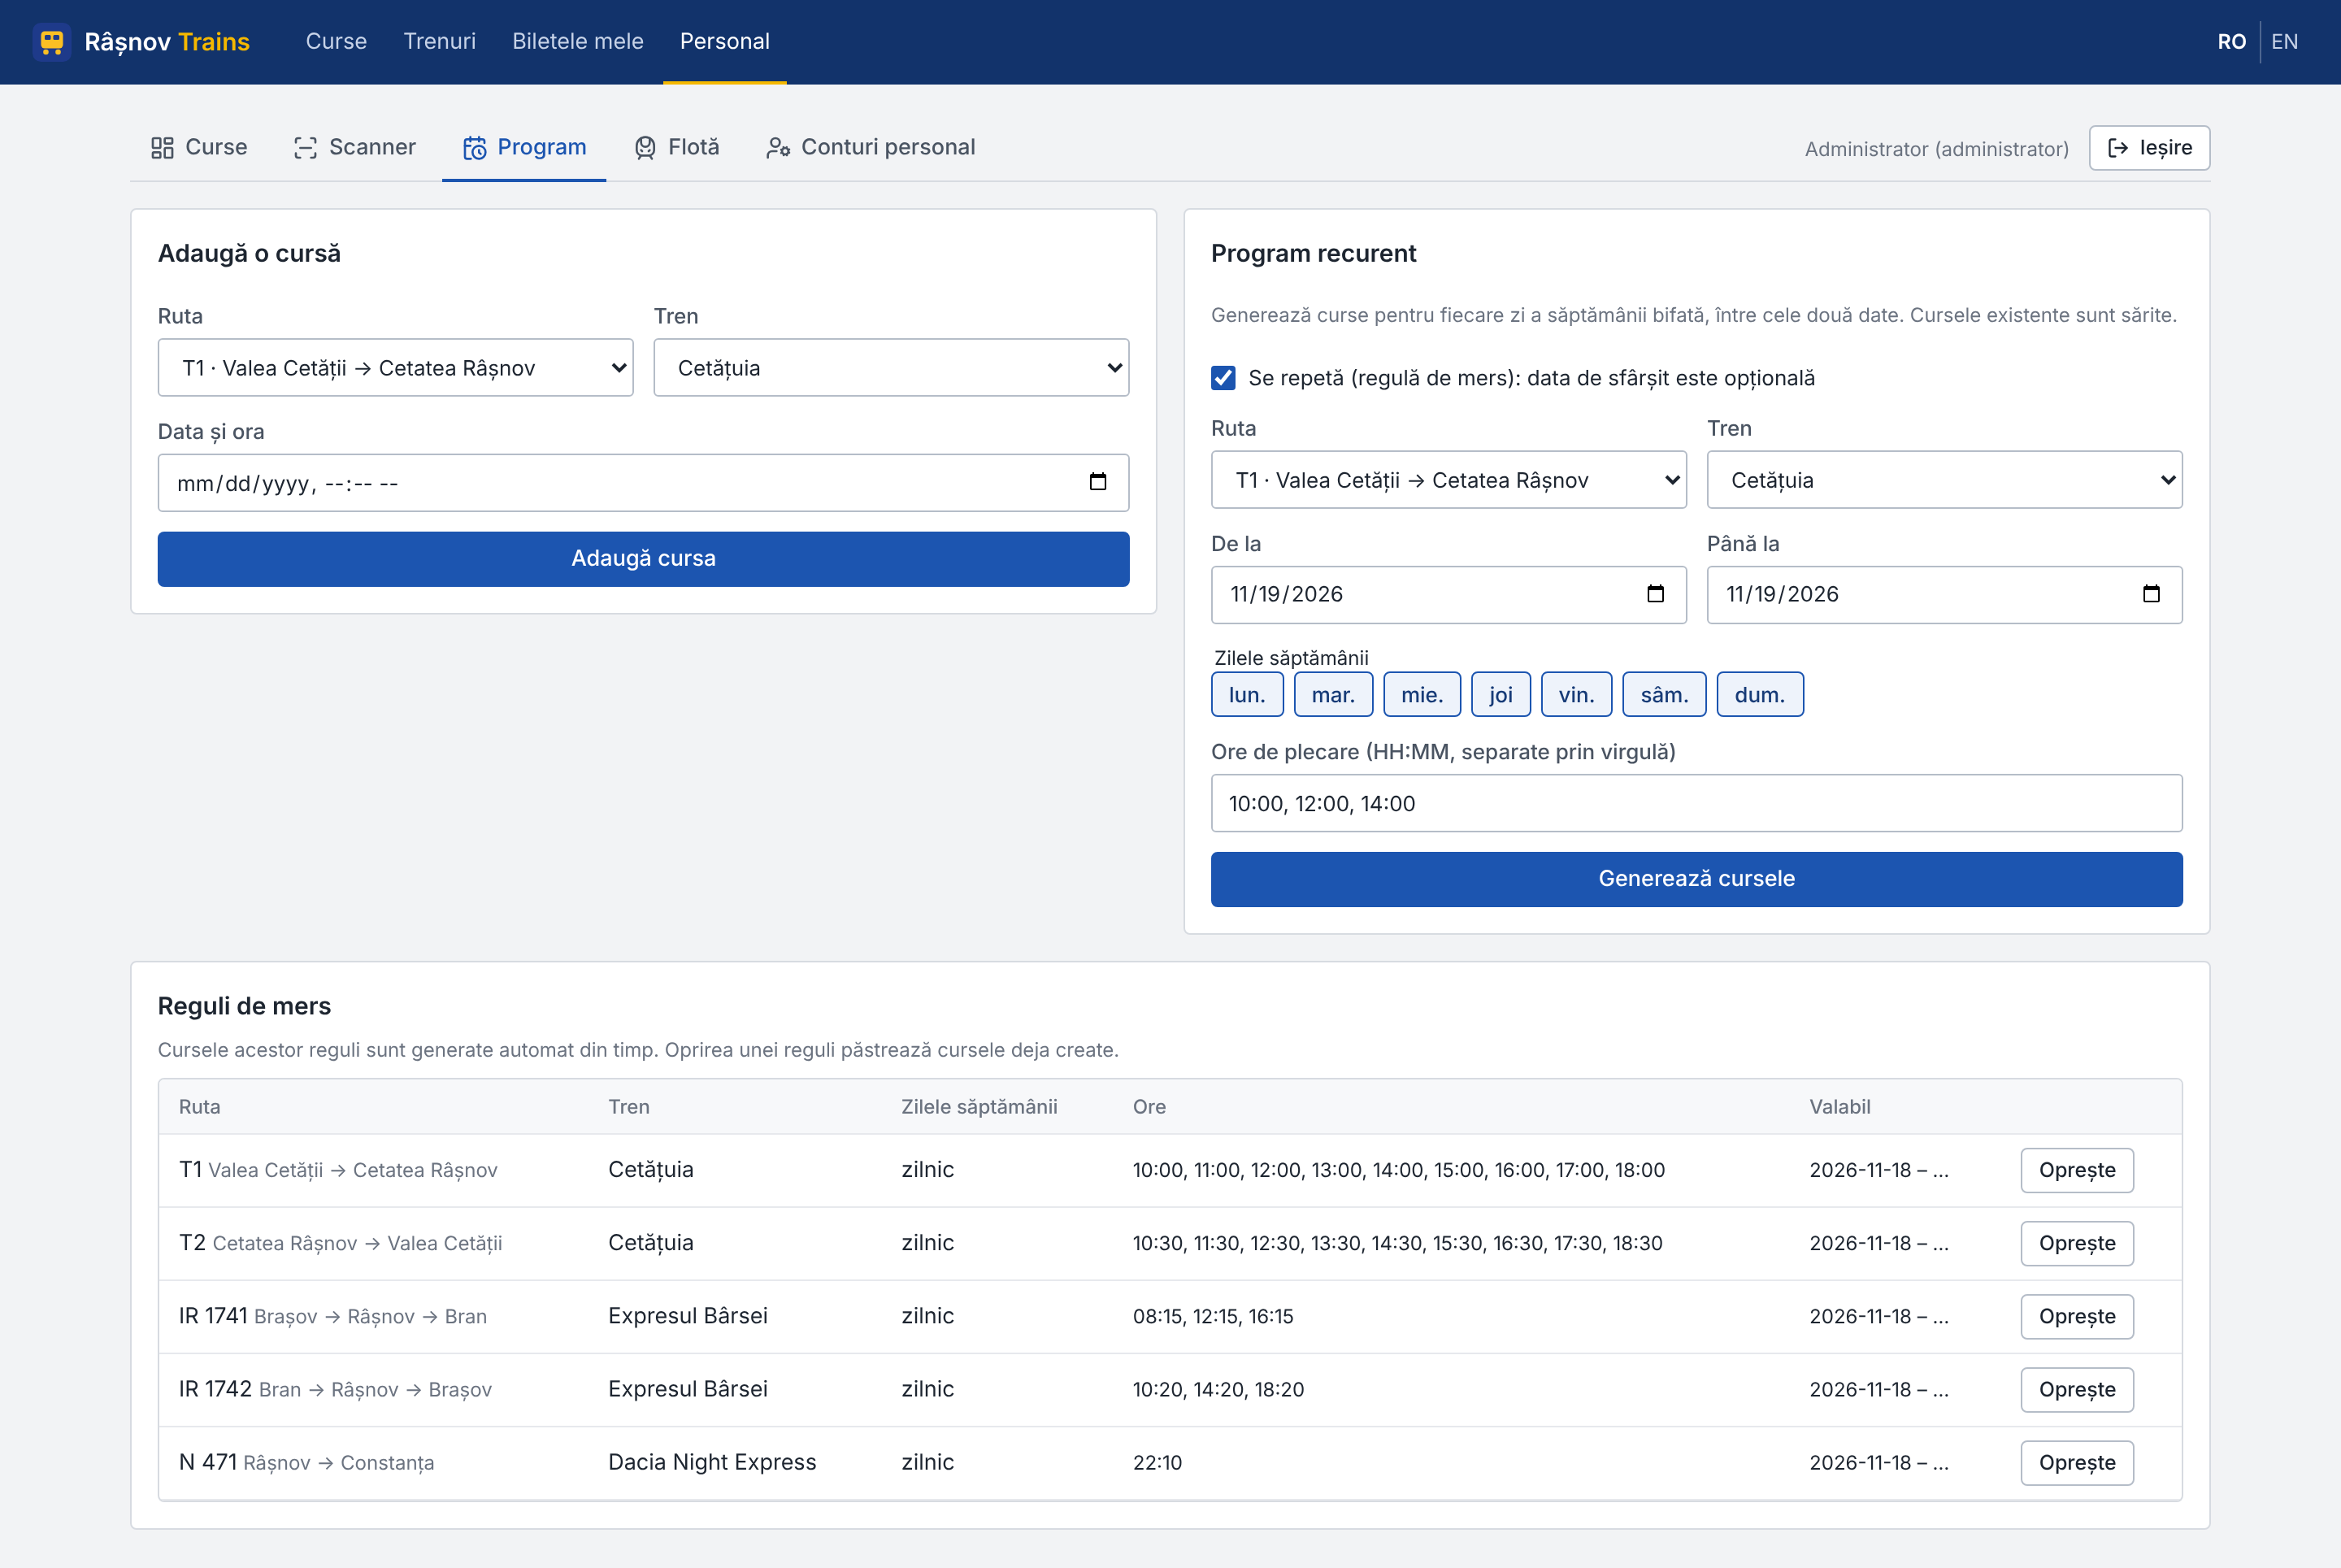 Râșnov Trains Curse Trenuri Biletele mele Personal RO EN
Curse Scanner Program Flotă Conturi personal Administrator (administrator) Ieșire
Adaugă o cursă
Ruta Tren
T1 · Valea Cetății → Cetatea Râșnov Cetățuia
Data și ora
mm/dd/yyyy, --:-- --
Adaugă cursa
Program recurent
Generează curse pentru fiecare zi a săptămânii bifată, între cele două date. Cursele existente sunt sărite.
Se repetă (regulă de mers): data de sfârșit este opțională
Ruta Tren
T1 · Valea Cetății → Cetatea Râșnov Cetățuia
De la Până la
11/19/2026 11/19/2026
Zilele săptămânii
lun. mar. mie. joi vin. sâm. dum.
Ore de plecare (HH:MM, separate prin virgulă)
10:00, 12:00, 14:00
Generează cursele
Reguli de mers
Cursele acestor reguli sunt generate automat din timp. Oprirea unei reguli păstrează cursele deja create.
Ruta Tren Zilele săptămânii Ore Valabil
T1 Valea Cetății → Cetatea Râșnov Cetățuia zilnic 10:00, 11:00, 12:00, 13:00, 14:00, 15:00, 16:00, 17:00, 18:00 2026-11-18 – ... Oprește
T2 Cetatea Râșnov → Valea Cetății Cetățuia zilnic 10:30, 11:30, 12:30, 13:30, 14:30, 15:30, 16:30, 17:30, 18:30 2026-11-18 – ... Oprește
IR 1741 Brașov → Râșnov → Bran Expresul Bârsei zilnic 08:15, 12:15, 16:15 2026-11-18 – ... Oprește
IR 1742 Bran → Râșnov → Brașov Expresul Bârsei zilnic 10:20, 14:20, 18:20 2026-11-18 – ... Oprește
N 471 Râșnov → Constanța Dacia Night Express zilnic 22:10 2026-11-18 – ... Oprește